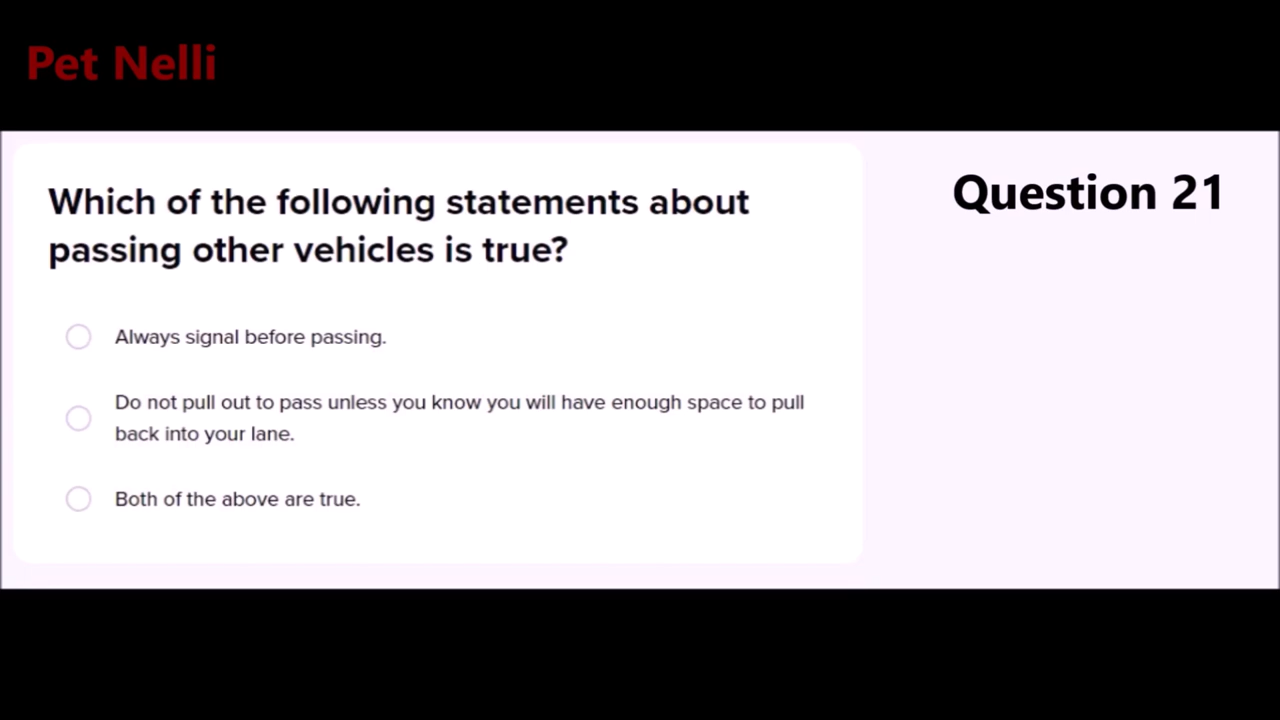 Pet Nelli
Which of the following statements about
passing other vehicles is true?
Question 21
Always signal before passing.
Do not pull out to pass unless you know you will have enough space to pull
back into your lane.
Both of the above are true.